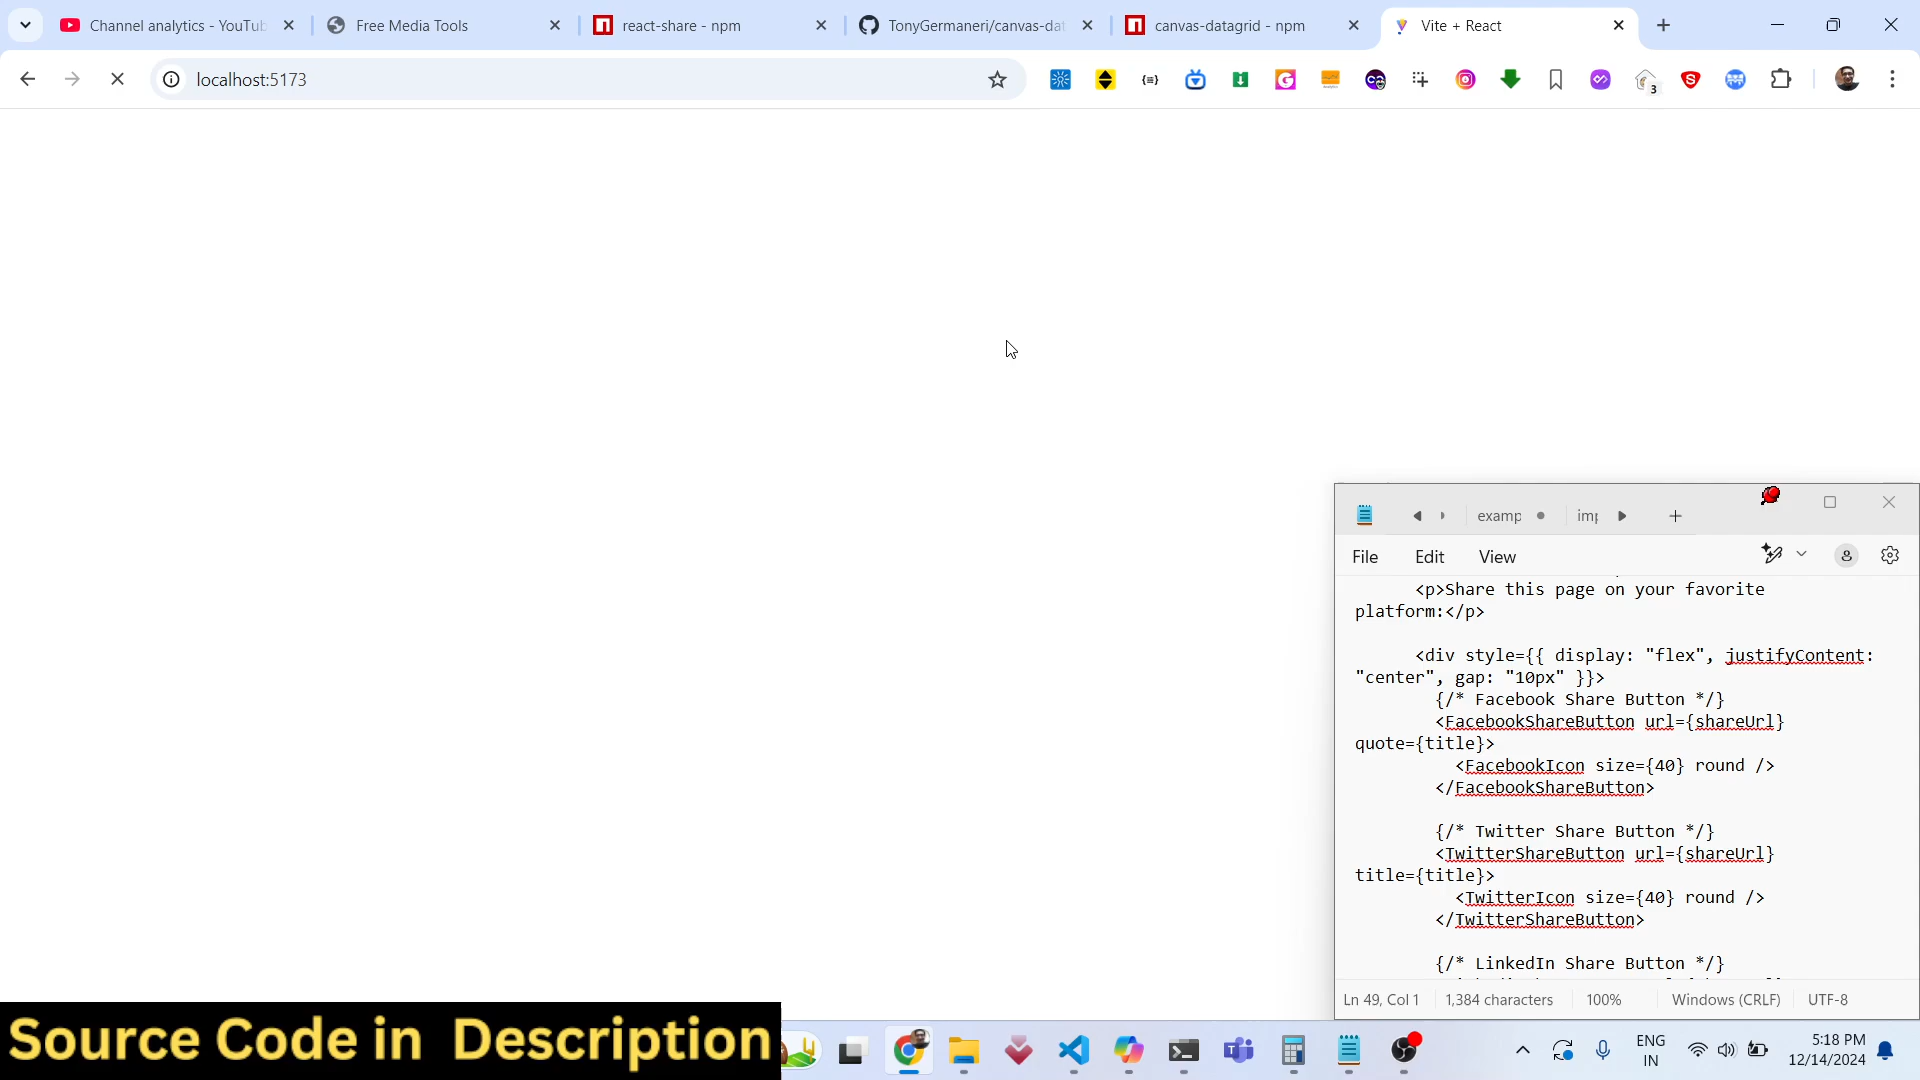 Channel analytics - YouTub
Free Media Tools
react-share - npm
TonyGermaneri/canvas-dat
canvas-datagrid - npm
Vite + React
localhost:5173
3
examp
imp
File
Edit
View
<p>Share this page on your favorite
platform:</p>
<div style={{ display: "flex", justifyContent:
"center", gap: "10px" }}>
{/* Facebook Share Button */}
<FacebookShareButton url={shareUrl}
quote={title}>
<FacebookIcon size={40} round />
</FacebookShareButton>
{/* Twitter Share Button */}
<TwitterShareButton url={shareUrl}
title={title}>
<TwitterIcon size={40} round />
</TwitterShareButton>
{/* LinkedIn Share Button */}
Ln 49, Col 1
1,384 characters
100%
Windows (CRLF)
UTF-8
Source Code in Description
ENG
IN
5:18 PM
12/14/2024